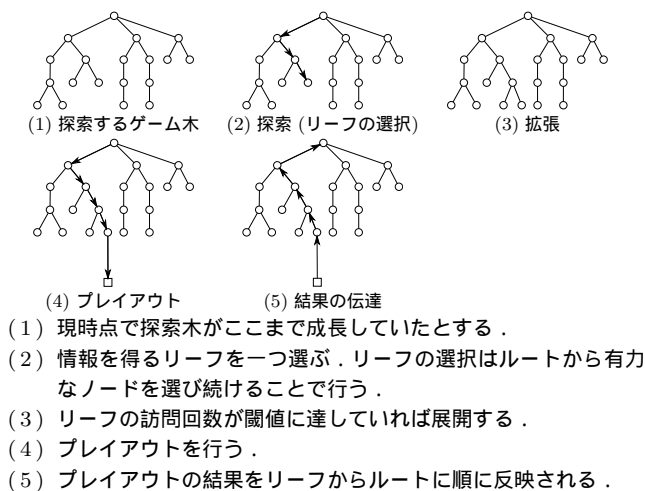 (1) 探索するゲーム木
(2) 探索 (リーフの選択)
(3) 拡張
(4) プレイアウト
(5) 結果の伝達
(1) 現時点で探索木がここまで成長していたとする．
(2) 情報を得るリーフを一つ選ぶ．リーフの選択はルートから有力
なノードを選び続けることで行う．
(3) リーフの訪問回数が閾値に達していれば展開する．
(4) プレイアウトを行う．
(5) プレイアウトの結果をリーフからルートに順に反映される．